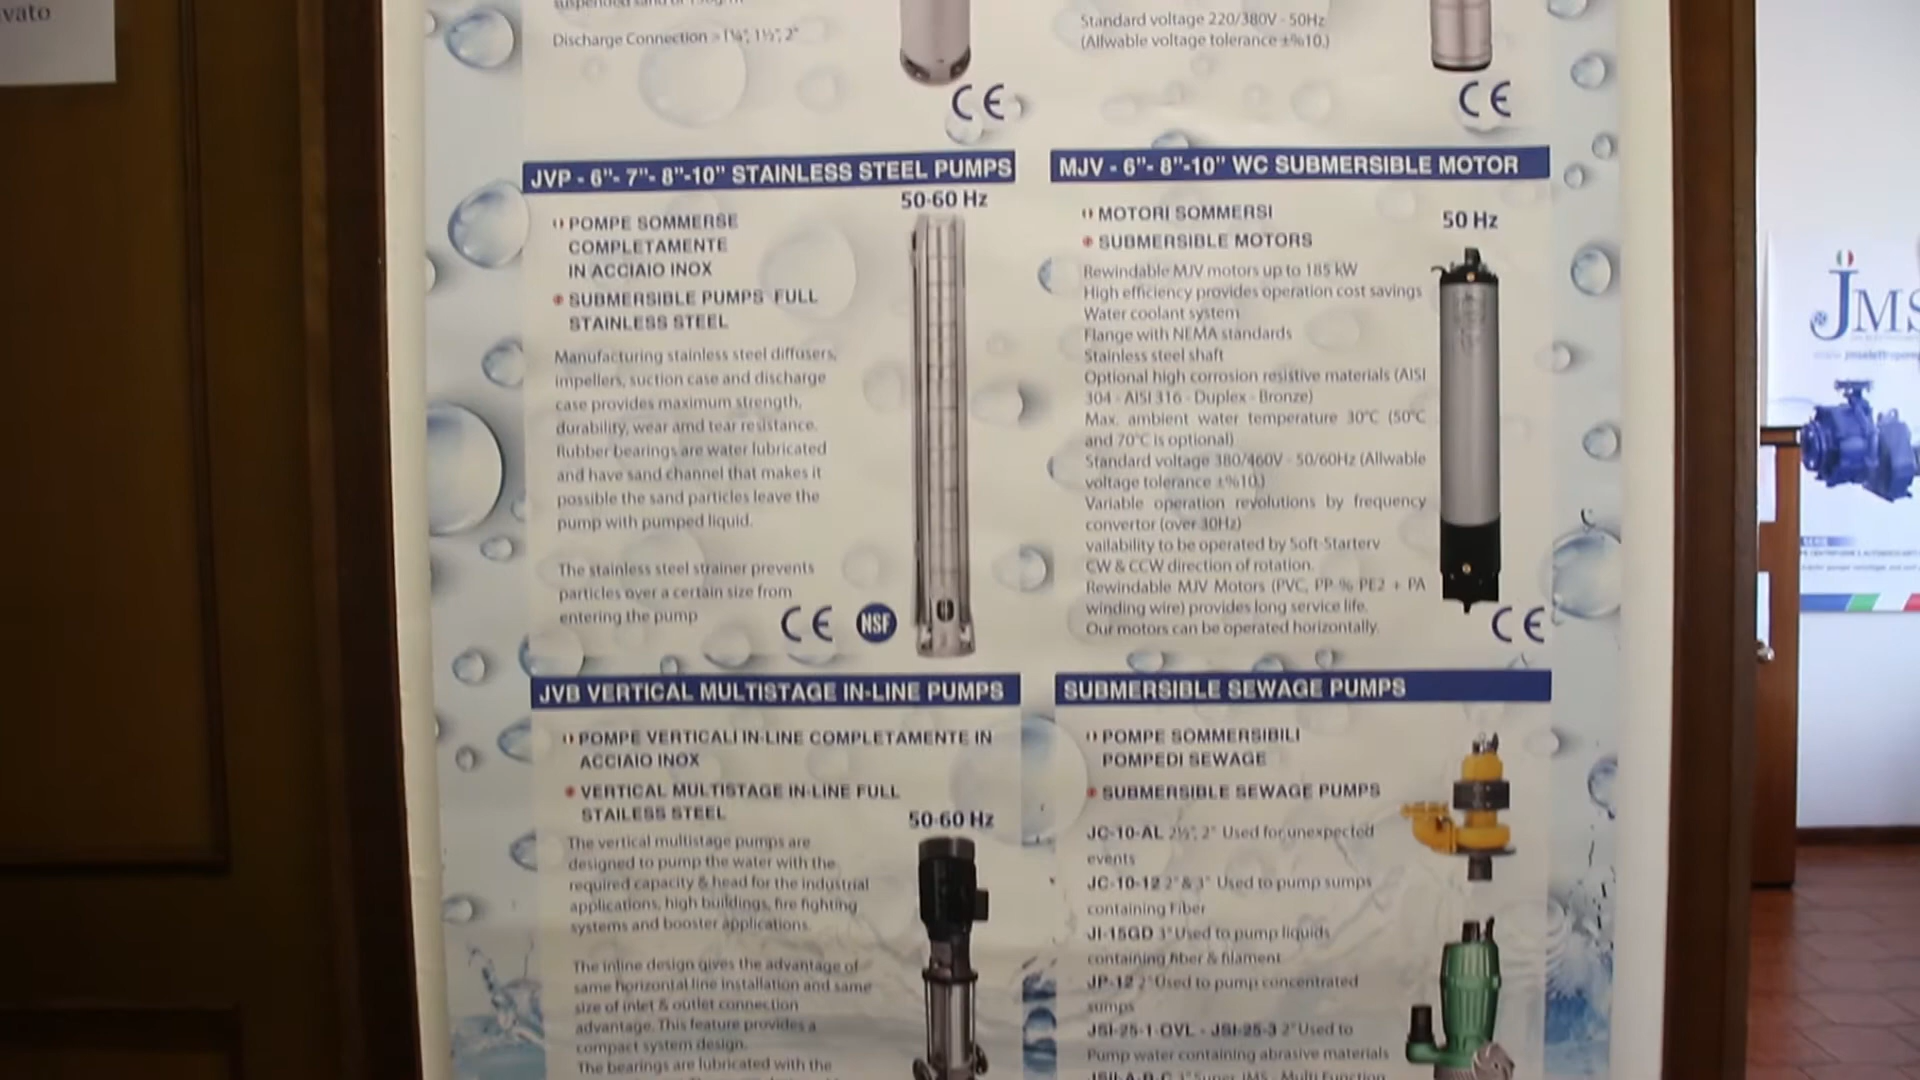 vato
Discharge Connection = 1¼", 1½", 2"
CE
Standard voltage 220/380V - 50Hz
(Allwable voltage tolerance ±%10.)
CE
JVP - 6"- 7"- 8"-10" STAINLESS STEEL PUMPS
50-60 Hz
POMPE SOMMERSE
COMPLETAMENTE
IN ACCIAIO INOX
SUBMERSIBLE PUMPS FULL
STAINLESS STEEL
Manufacturing stainless steel diffusers,
impellers, suction case and discharge
case provides maximum strength,
durability, wear amd tear resistance.
Rubber bearings are water lubricated
and have sand channel that makes it
possible the sand particles leave the
pump with pumped liquid.
The stainless steel strainer prevents
particles over a certain size from
entering the pump
CE NSF
MJV - 6"- 8"-10" WC SUBMERSIBLE MOTOR
50 Hz
MOTORI SOMMERSI
SUBMERSIBLE MOTORS
Rewindable MJV motors up to 185 kW
High efficiency provides operation cost savings
Water coolant system
Flange with NEMA standards
Stainless steel shaft
Optional high corrosion resistive materials (AISI
304 - AISI 316 - Duplex - Bronze)
Max. ambient water temperature 30°C (50°C
and 70°C is optional)
Standard voltage 380/460V - 50/60Hz (Allwable
voltage tolerance ±%10.)
Variable operation revolutions by frequency
convertor (over 30Hz)
vailability to be operated by Soft-Starterv
CW & CCW direction of rotation.
Rewindable MJV Motors (PVC, PP % PE2 + PA
winding wire) provides long service life.
Our motors can be operated horizontally.
CE
JVB VERTICAL MULTISTAGE IN-LINE PUMPS
POMPE VERTICALI IN-LINE COMPLETAMENTE IN
ACCIAIO INOX
VERTICAL MULTISTAGE IN-LINE FULL
STAILESS STEEL
50-60 Hz
The vertical multistage pumps are
designed to pump the water with the
required capacity & head for the industrial
applications, high buildings, fire fighting
systems and booster applications.
The inline design gives the advantage of
same horizontal line installation and same
size of inlet & outlet connection
advantage. This feature provides a
compact system design.
The bearings are lubricated with the
SUBMERSIBLE SEWAGE PUMPS
POMPE SOMMERSIBILI
POMPEDI SEWAGE
SUBMERSIBLE SEWAGE PUMPS
JC-10-AL 2½", 2" Used for unexpected
events
JC-10-12 2" & 3" Used to pump sumps
containing Fiber
JI-15GD 3" Used to pump liquids
containing fiber & filament
JP-12 2" Used to pump concentrated
sumps
JSI-25-1-OVL - JSI-25-3 2" Used to
Pump water containing abrasive materials
JMS